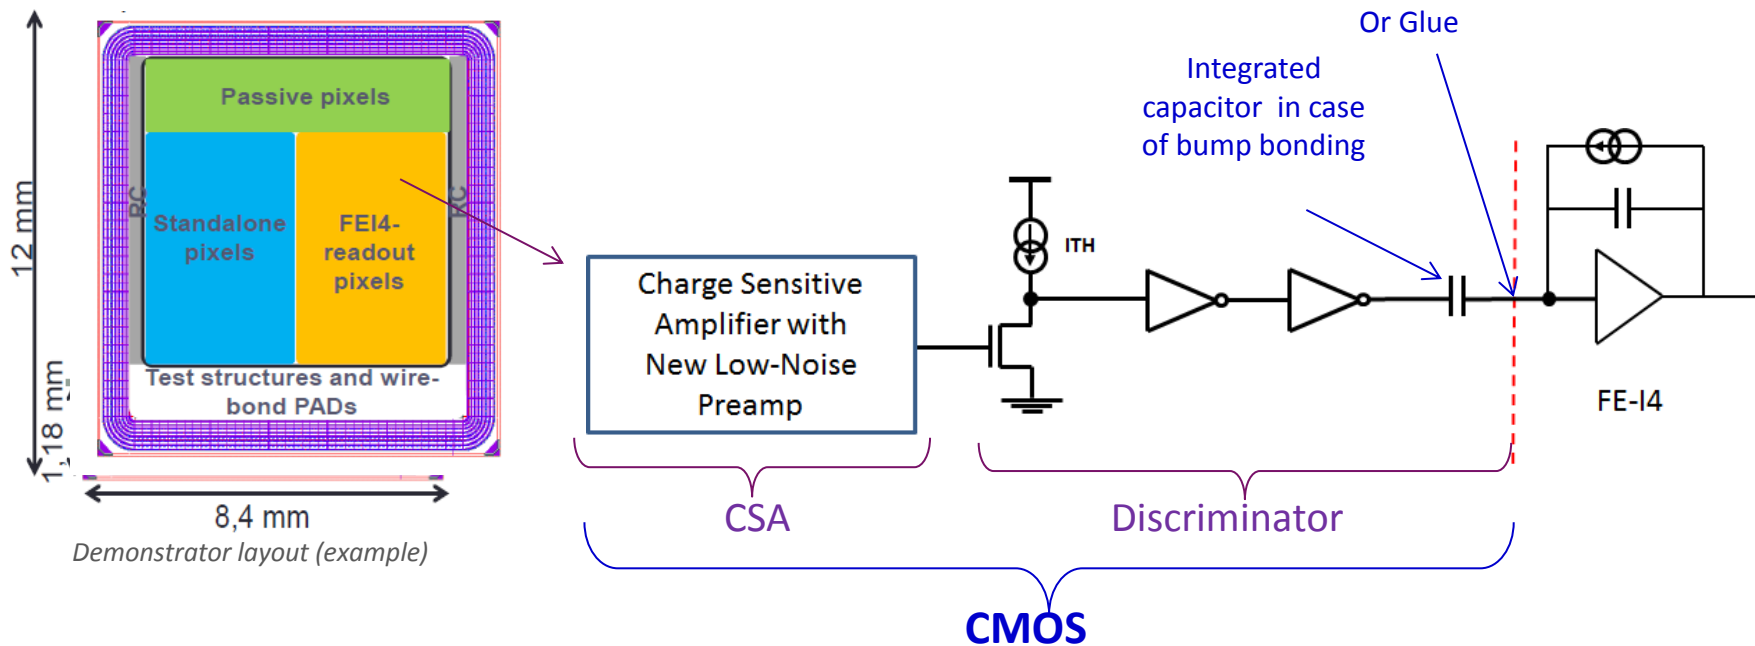 Or Glue
Integrated
capacitor in case
of bump bonding
12 mm
1,18 mm
Passive pixels
RC
RC
Standalone
pixels
FEI4-
readout
pixels
Test structures and wire-
bond PADs
8,4 mm
Demonstrator layout (example)
Charge Sensitive
Amplifier with
New Low-Noise
Preamp
ITH
FE-I4
CSA
Discriminator
CMOS